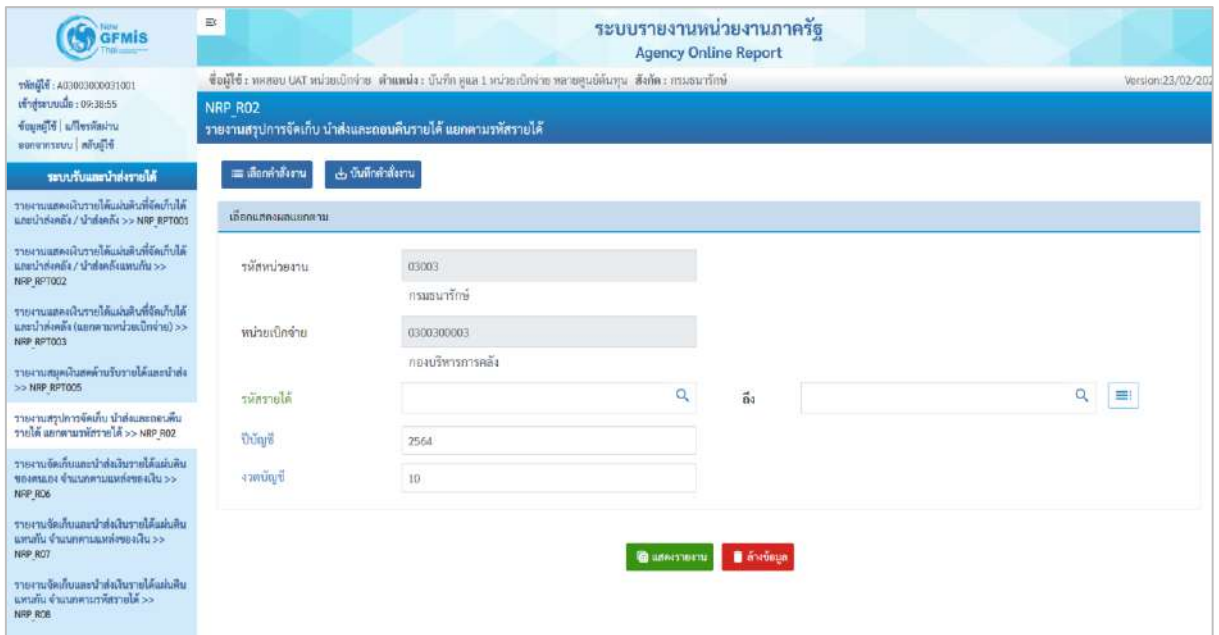 New
GFMIS
Thai
ระบบรายงานหน่วยงานภาครัฐ
Agency Online Report
รหัสผู้ใช้ : A03003000031001
เข้าสู่ระบบเมื่อ : 09:38:55
ข้อมูลผู้ใช้ | แก้ไขรหัสผ่าน
ออกจากระบบ | สลับผู้ใช้
ชื่อผู้ใช้ : ทดสอบ UAT หน่วยเบิกจ่าย ตำแหน่ง : บันทึก ดูแล 1 หน่วยเบิกจ่าย หลายศูนย์ต้นทุน สังกัด : กรมธนารักษ์
Version:23/02/202
NRP_R02
รายงานสรุปการจัดเก็บ นำส่งและถอนคืนรายได้ แยกตามรหัสรายได้
ระบบรับและนำส่งรายได้
รายงานแสดงเงินรายได้แผ่นดินที่จัดเก็บได้
และนำส่งคลัง / นำส่งคลัง >> NRP_RPT001
รายงานแสดงเงินรายได้แผ่นดินที่จัดเก็บได้
และนำส่งคลัง / นำส่งคลังแทนกัน >>
NRP_RPT002
รายงานแสดงเงินรายได้แผ่นดินที่จัดเก็บได้
และนำส่งคลัง (แยกตามหน่วยเบิกจ่าย) >>
NRP_RPT003
รายงานสมุดเงินสดด้านรับรายได้และนำส่ง
>> NRP_RPT005
รายงานสรุปการจัดเก็บ นำส่งและถอนคืน
รายได้ แยกตามรหัสรายได้ >> NRP_R02
รายงานจัดเก็บและนำส่งเงินรายได้แผ่นดิน
ของตนเอง จำแนกตามแหล่งของเงิน >>
NRP_R06
รายงานจัดเก็บและนำส่งเงินรายได้แผ่นดิน
แทนกัน จำแนกตามแหล่งของเงิน >>
NRP_R07
รายงานจัดเก็บและนำส่งเงินรายได้แผ่นดิน
แทนกัน จำแนกตามรหัสรายได้ >>
NRP_R08
เลือกคำสั่งงาน
บันทึกคำสั่งงาน
เลือกแสดงผลแยกตาม
รหัสหน่วยงาน
03003
กรมธนารักษ์
หน่วยเบิกจ่าย
0300300003
กองบริหารการคลัง
รหัสรายได้
ถึง
ปีบัญชี
2564
งวดบัญชี
10
แสดงรายงาน
ล้างข้อมูล